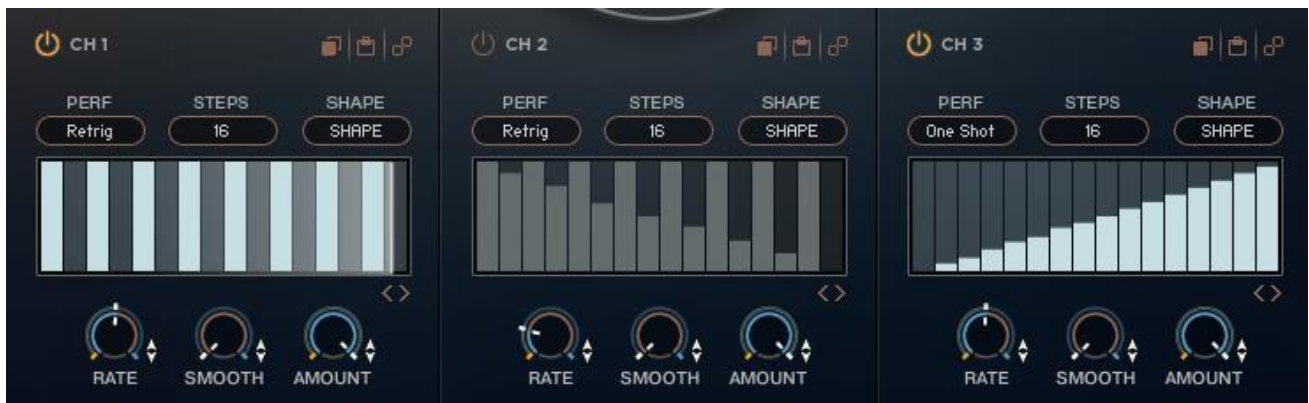 CH 1 CH 2 CH 3
PERF STEPS SHAPE PERF STEPS SHAPE PERF STEPS SHAPE
Retrig 16 SHAPE Retrig 16 SHAPE One Shot 16 SHAPE
RATE SMOOTH AMOUNT RATE SMOOTH AMOUNT RATE SMOOTH AMOUNT